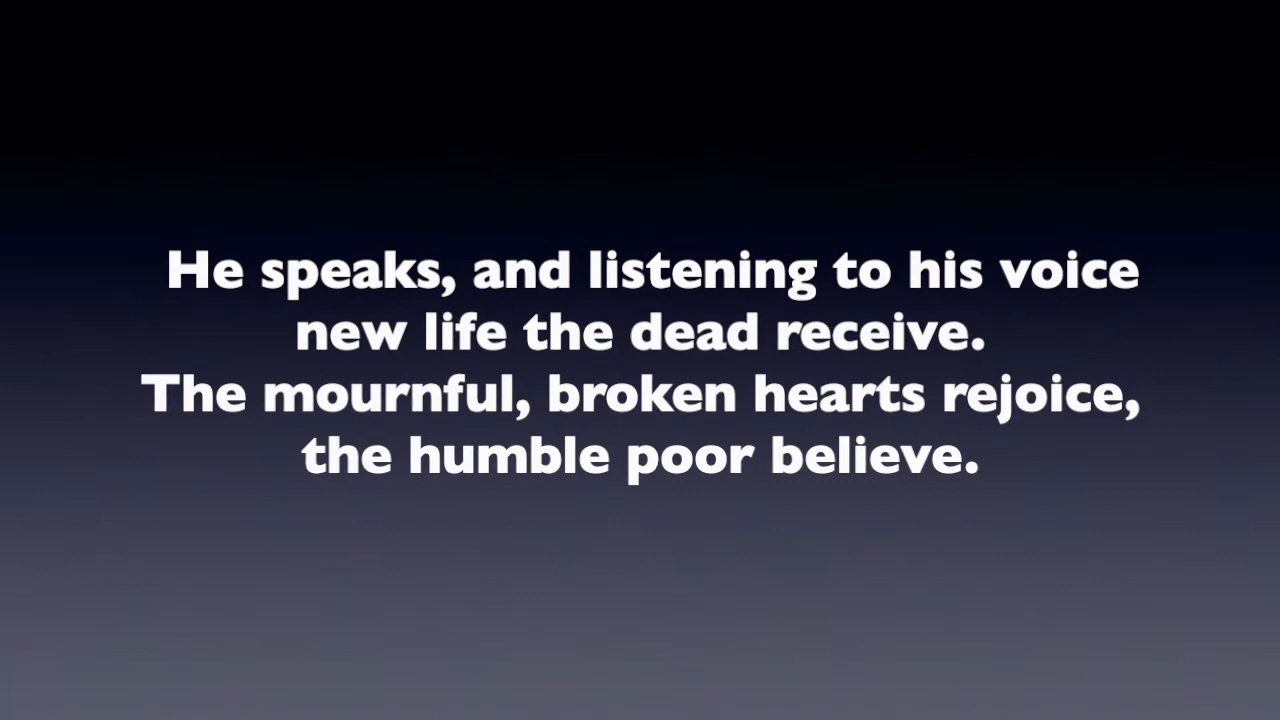 He speaks, and listening to his voice
new life the dead receive.
The mournful, broken hearts rejoice,
the humble poor believe.